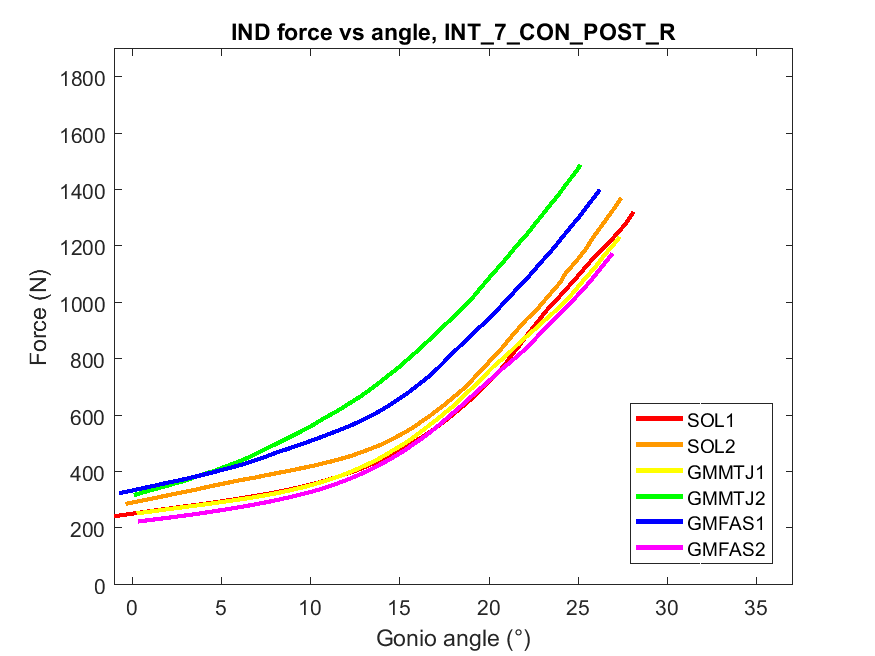 IND force vs angle, INT_7_CON_POST_R
1800
1600
1400
1200
1000
800
600
400
200
0
Force (N)
0 5 10 15 20 25 30 35
Gonio angle (°)
SOL1
SOL2
GMMTJ1
GMMTJ2
GMFAS1
GMFAS2